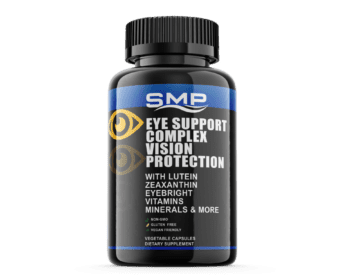 SMP
EYE SUPPORT
COMPLEX
VISION
PROTECTION
WITH LUTEIN
ZEAXANTHIN
EYEBRIGHT
VITAMINS
MINERALS & MORE
NON-GMO
GLUTEN FREE
VEGAN FRIENDLY
VEGETABLE CAPSULES
DIETARY SUPPLEMENT